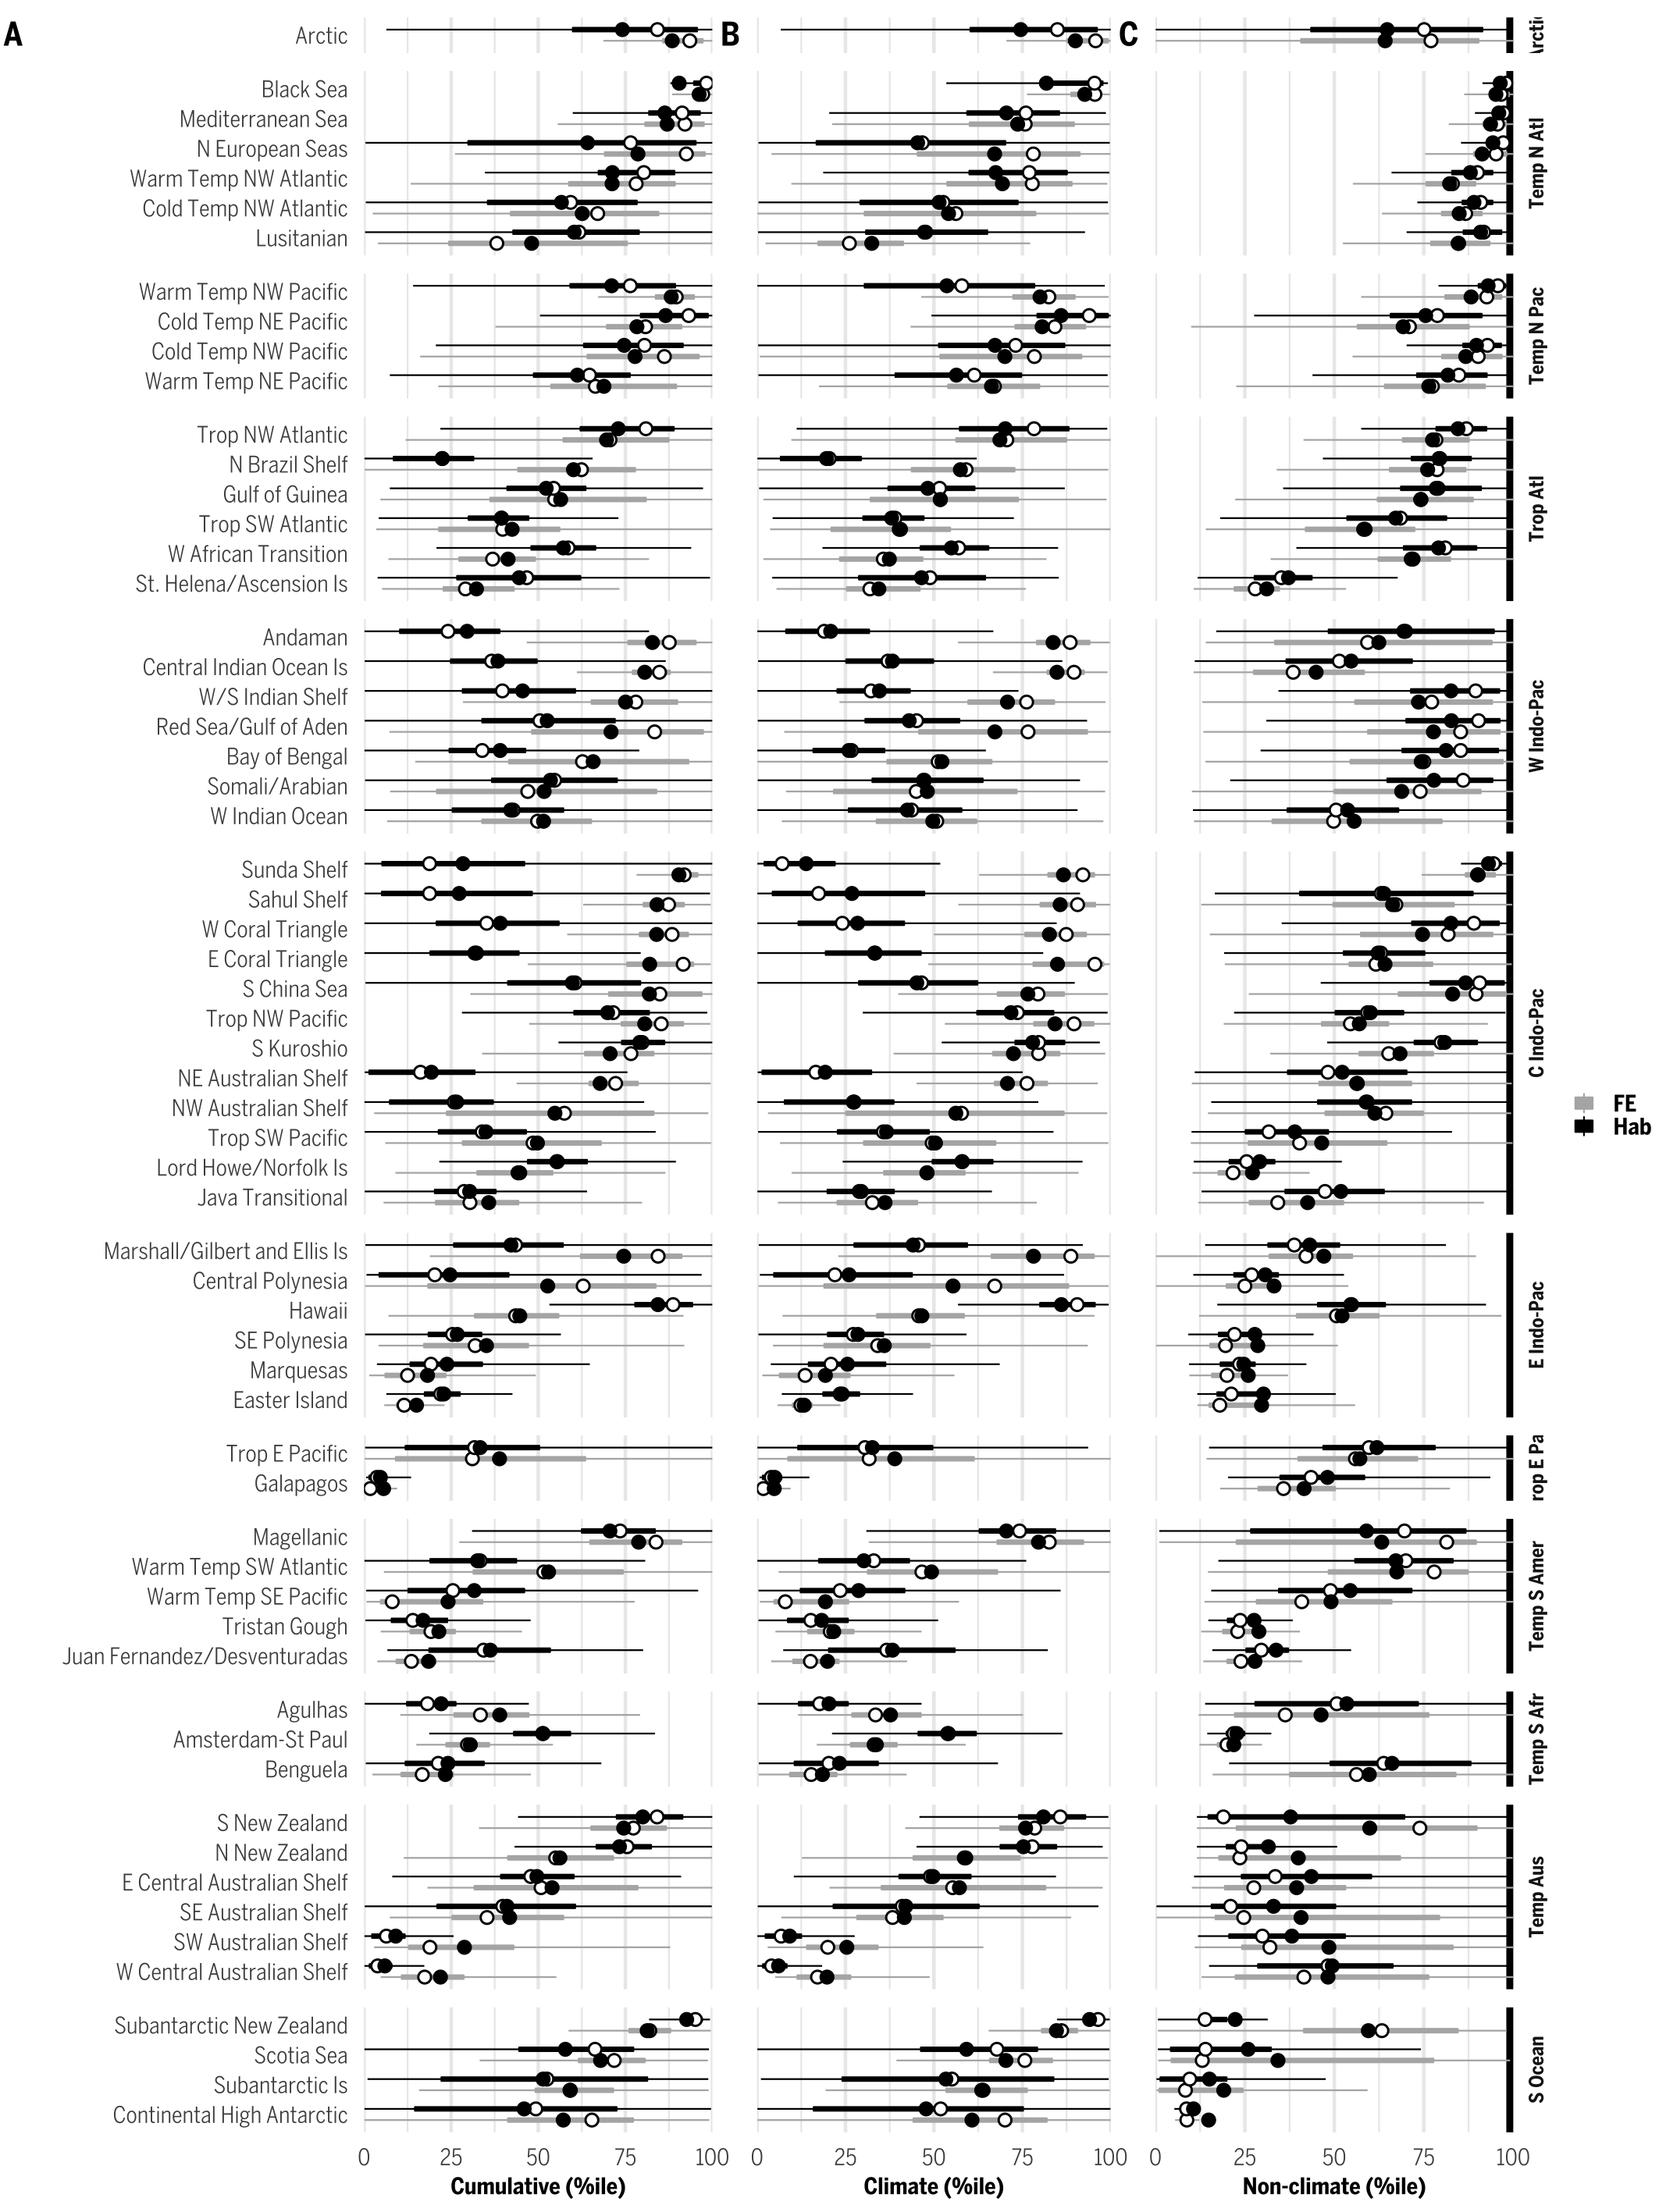 A
B
C
Arctic
Arctic
Black Sea
Mediterranean Sea
N European Seas
Warm Temp NW Atlantic
Cold Temp NW Atlantic
Lusitanian
Temp N Atl
Warm Temp NW Pacific
Cold Temp NE Pacific
Cold Temp NW Pacific
Warm Temp NE Pacific
Temp N Pac
Trop NW Atlantic
N Brazil Shelf
Gulf of Guinea
Trop SW Atlantic
W African Transition
St. Helena/Ascension Is
Trop Atl
Andaman
Central Indian Ocean Is
W/S Indian Shelf
Red Sea/Gulf of Aden
Bay of Bengal
Somali/Arabian
W Indian Ocean
W Indo-Pac
Sunda Shelf
Sahul Shelf
W Coral Triangle
E Coral Triangle
S China Sea
Trop NW Pacific
S Kuroshio
NE Australian Shelf
NW Australian Shelf
Trop SW Pacific
Lord Howe/Norfolk Is
Java Transitional
C Indo-Pac
FE
Hab
Marshall/Gilbert and Ellis Is
Central Polynesia
Hawaii
SE Polynesia
Marquesas
Easter Island
E Indo-Pac
Trop E Pacific
Galapagos
rop E Pa
Magellanic
Warm Temp SW Atlantic
Warm Temp SE Pacific
Tristan Gough
Juan Fernandez/Desventuradas
Temp S Amer
Agulhas
Amsterdam-St Paul
Benguela
Temp S Afr
S New Zealand
N New Zealand
E Central Australian Shelf
SE Australian Shelf
SW Australian Shelf
W Central Australian Shelf
Temp Aus
Subantarctic New Zealand
Scotia Sea
Subantarctic Is
Continental High Antarctic
S Ocean
0 25 50 75 100
0 25 50 75 100
0 25 50 75 100
Cumulative (%ile)
Climate (%ile)
Non-climate (%ile)